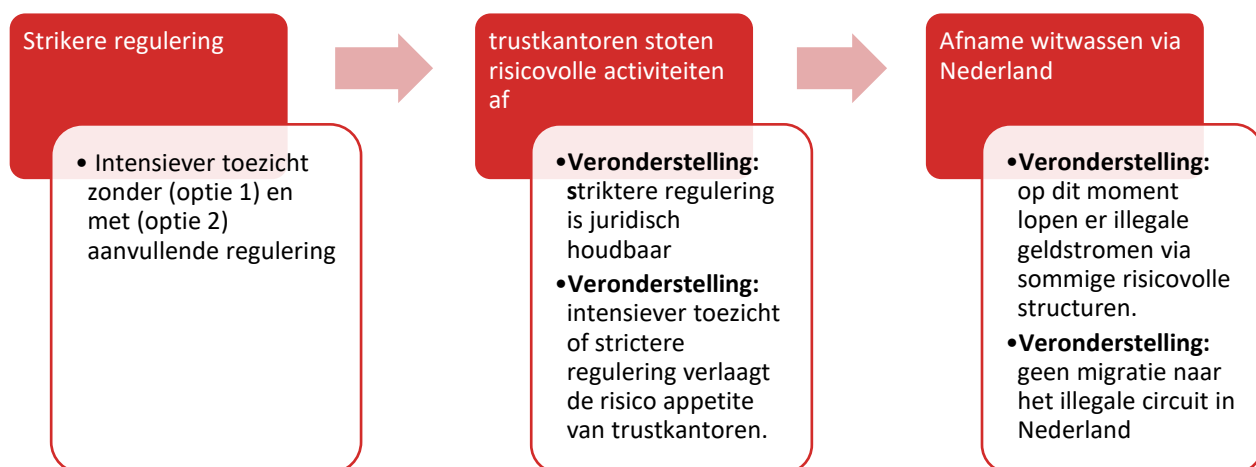 Strikere regulering
• Intensiever toezicht
zonder (optie 1) en
met (optie 2)
aanvullende regulering
trustkantoren stoten
risicovolle activiteiten
af
•Veronderstelling:
striktere regulering
is juridisch
houdbaar
•Veronderstelling:
intensiever toezicht
of strictere
regulering verlaagt
de risico appetite
van trustkantoren.
Afname witwassen via
Nederland
•Veronderstelling:
op dit moment
lopen er illegale
geldstromen via
sommige risicovolle
structuren.
•Veronderstelling:
geen migratie naar
het illegale circuit in
Nederland